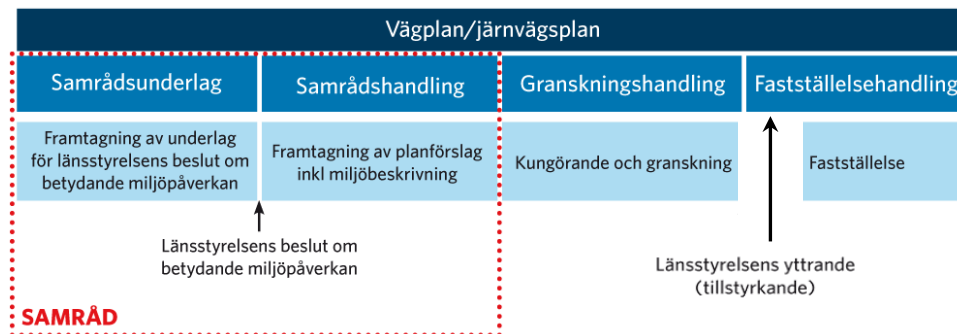 Vägplan/järnvägsplan
Samrådsunderlag
Samrådshandling
Granskningshandling
Fastställelsehandling
Framtagning av underlag
för länsstyrelsens beslut om
betydande miljöpåverkan
Framtagning av planförslag
inkl miljöbeskrivning
Kungörande och granskning
Fastställelse
Länsstyrelsens beslut om
betydande miljöpåverkan
Länsstyrelsens yttrande
(tillstyrkande)
SAMRÅD